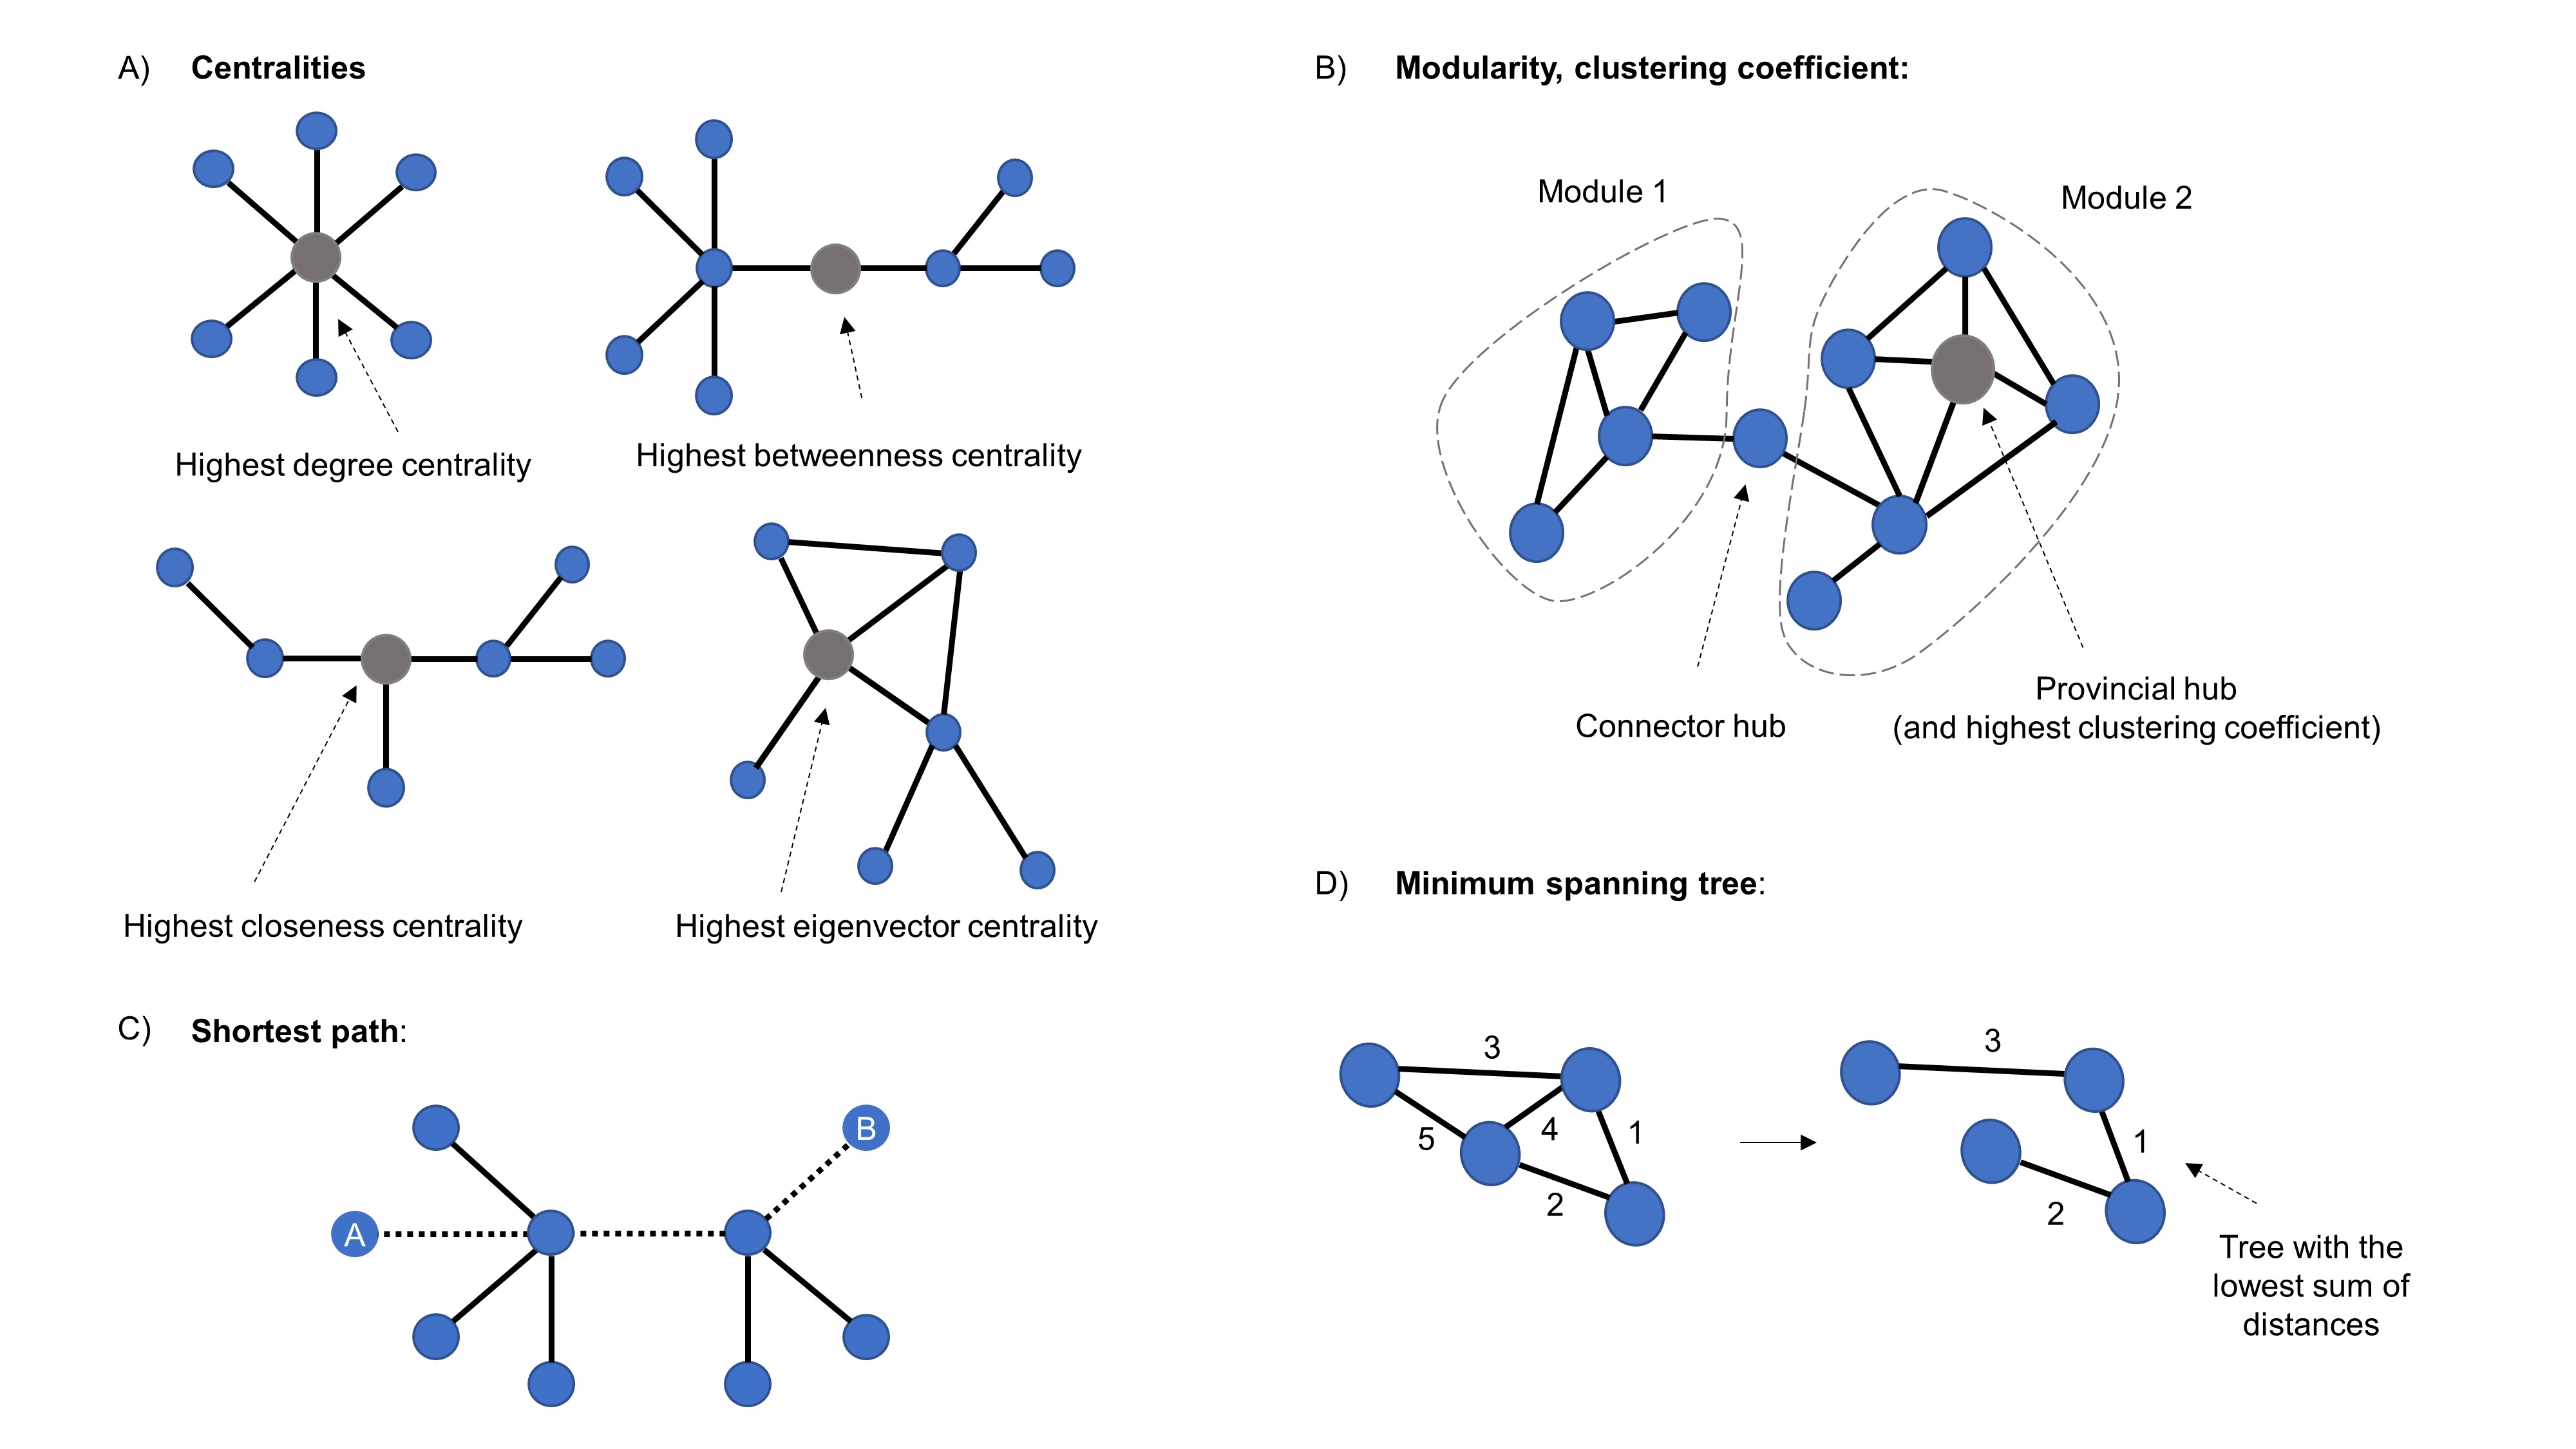 A) Centralities
Highest degree centrality
Highest betweenness centrality
Highest closeness centrality
Highest eigenvector centrality
B) Modularity, clustering coefficient:
Module 1
Module 2
Connector hub
Provincial hub
(and highest clustering coefficient)
C) Shortest path:
A
B
D) Minimum spanning tree:
3
5
4
1
2
3
1
2
Tree with the
lowest sum of
distances